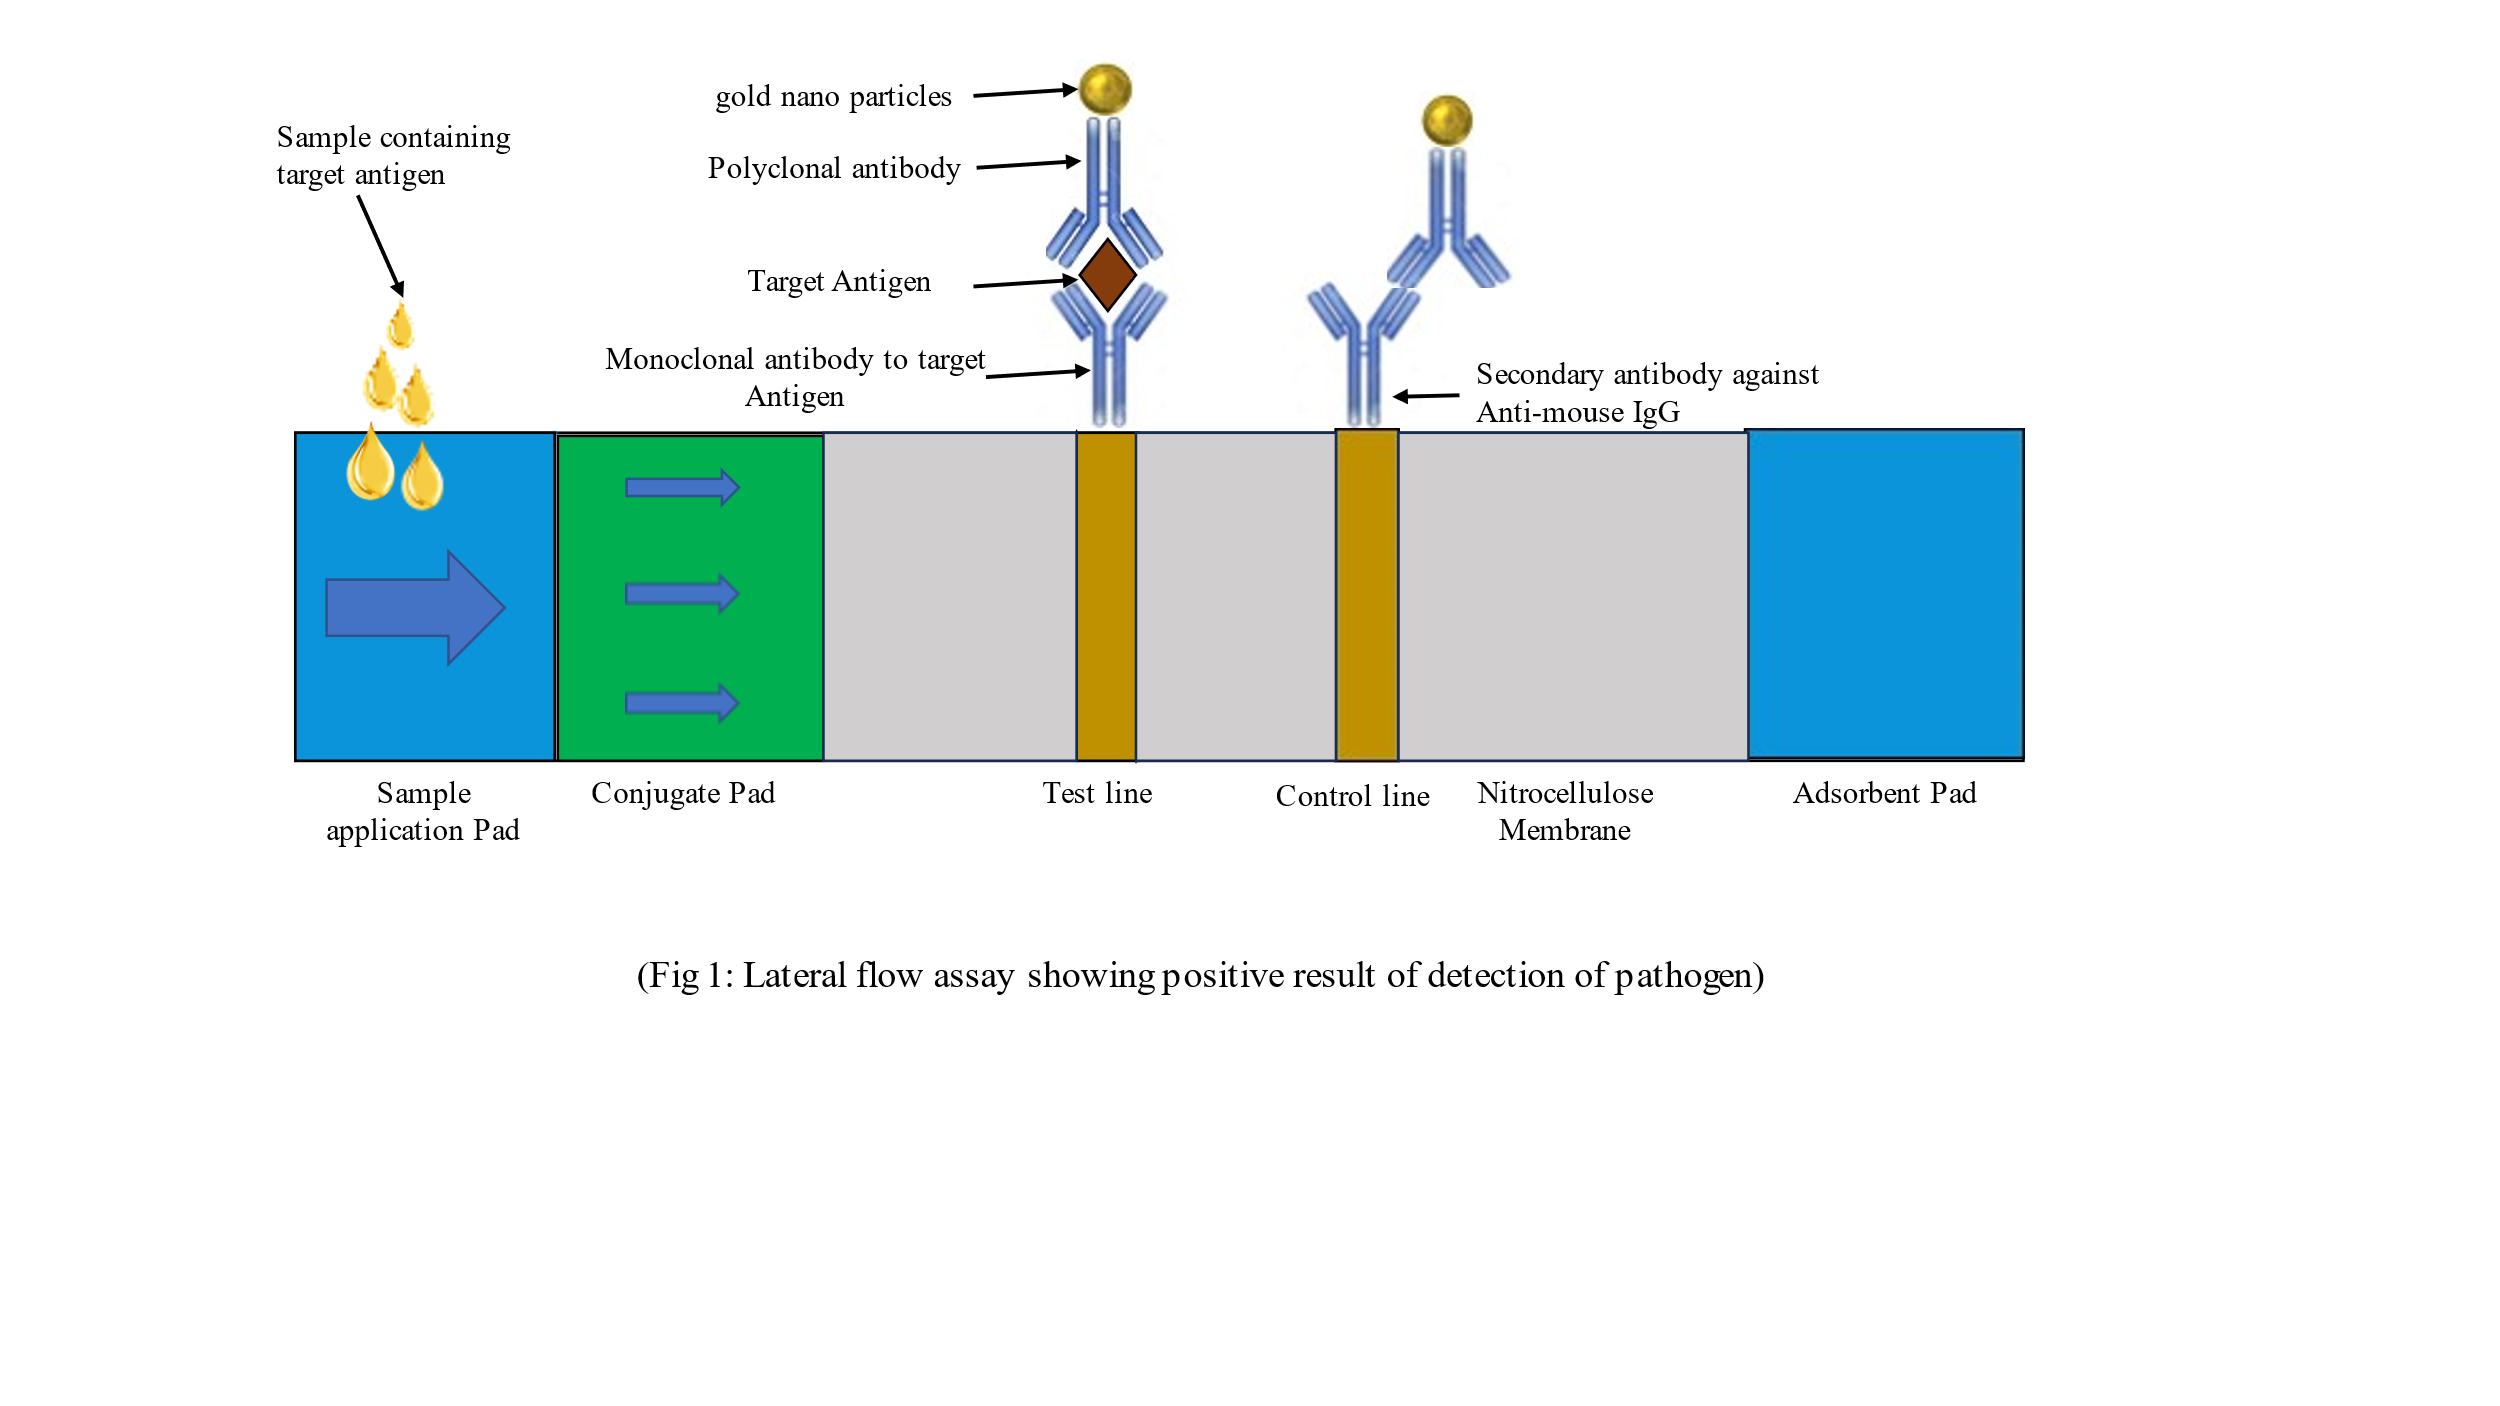 gold nano particles
Sample containing
target antigen
Polyclonal antibody
Target Antigen
Monoclonal antibody to target
Antigen
Secondary antibody against
Anti-mouse IgG
Sample
application Pad
Conjugate Pad
Test line
Control line
Nitrocellulose
Membrane
Adsorbent Pad
(Fig 1: Lateral flow assay showing positive result of detection of pathogen)